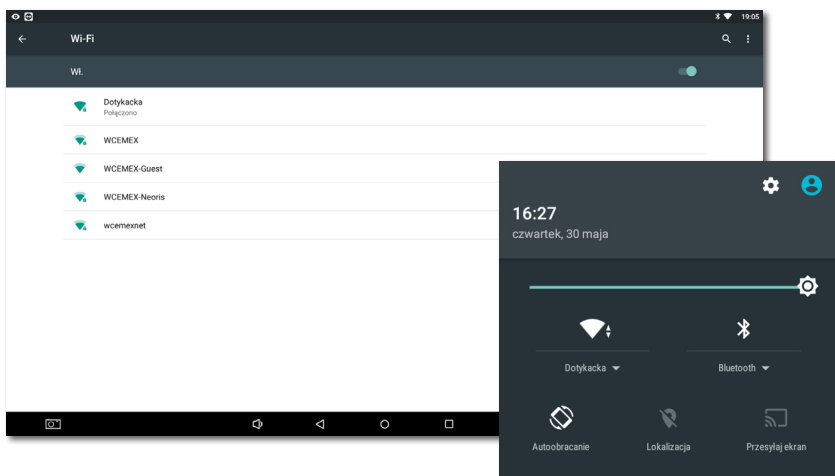 19:05
Wi-Fi
Wł.
Dotykacka
Połączono
WCEMEX
WCEMEX-Guest
WCEMEX-Neoris
wcemexnet
16:27
czwartek, 30 maja
Dotykacka
Bluetooth
Autoobracanie
Lokalizacja
Przesyłaj ekran